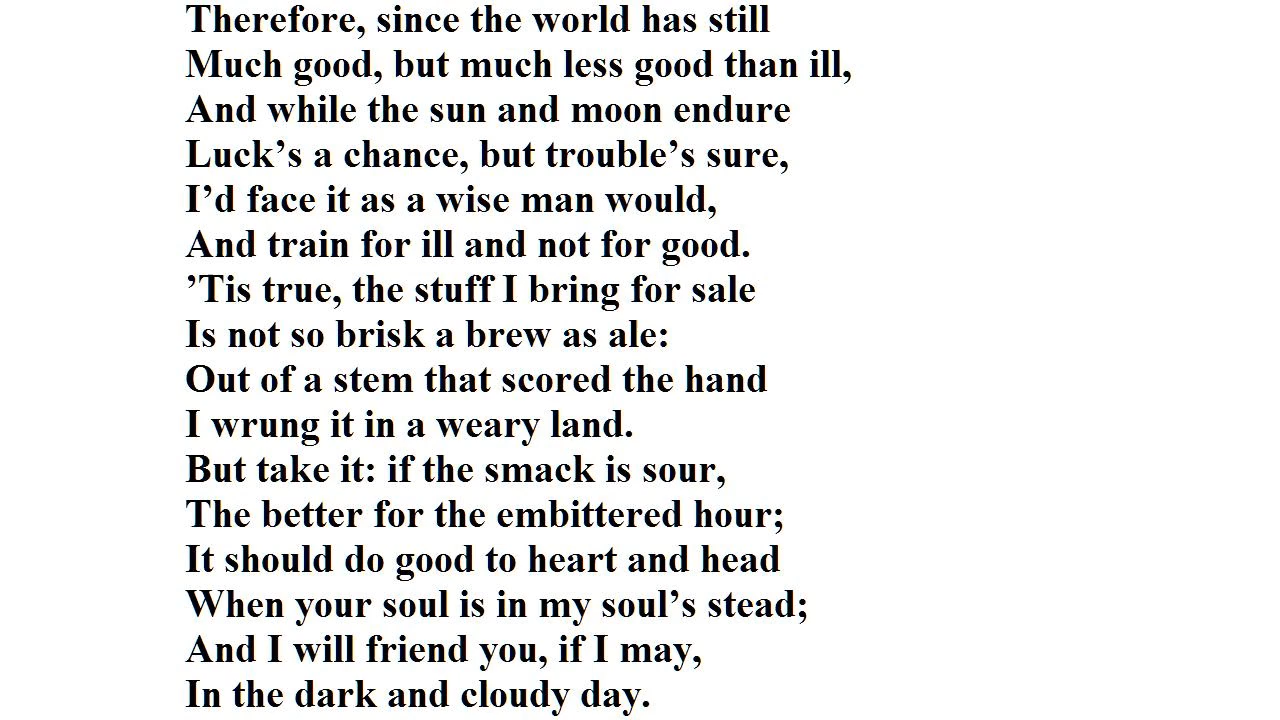 Therefore, since the world has still
Much good, but much less good than ill,
And while the sun and moon endure
Luck’s a chance, but trouble’s sure,
I’d face it as a wise man would,
And train for ill and not for good.
’Tis true, the stuff I bring for sale
Is not so brisk a brew as ale:
Out of a stem that scored the hand
I wrung it in a weary land.
But take it: if the smack is sour,
The better for the embittered hour;
It should do good to heart and head
When your soul is in my soul’s stead;
And I will friend you, if I may,
In the dark and cloudy day.